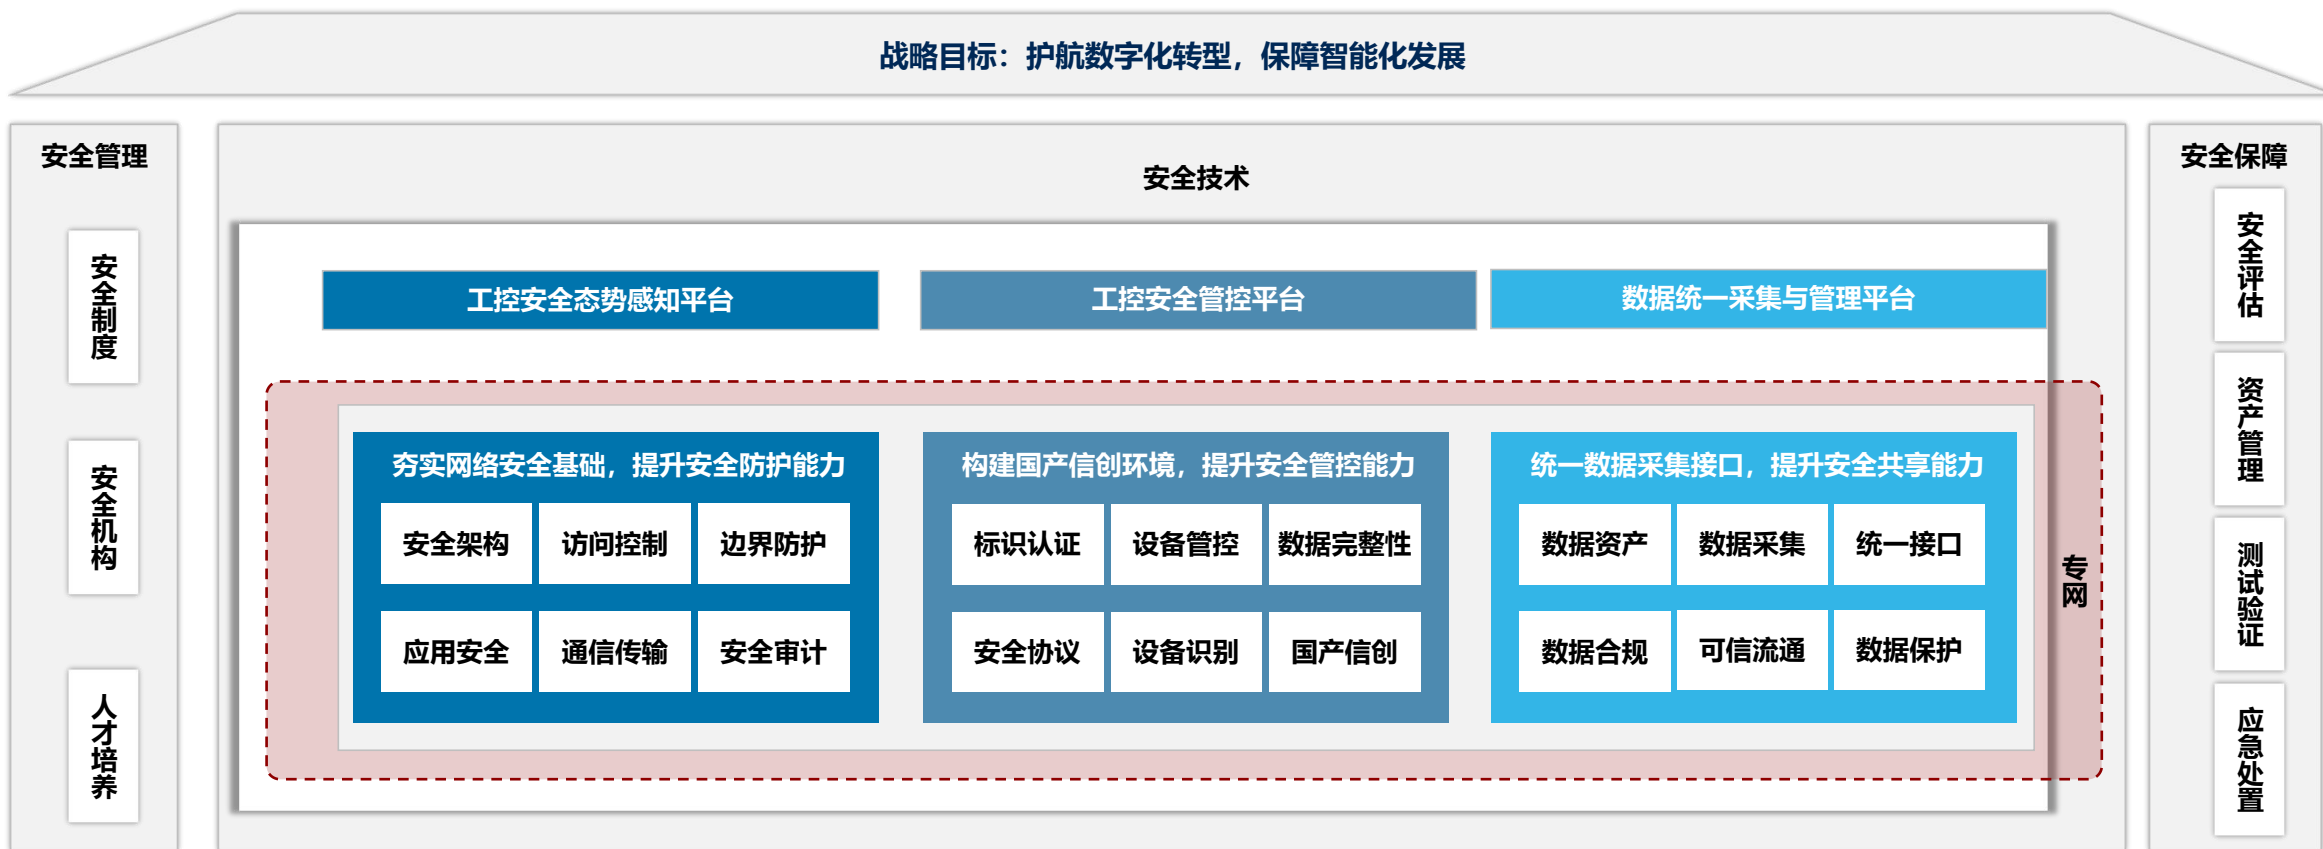 战略目标：护航数字化转型，保障智能化发展
安全管理
安全制度
安全机构
人才培养
安全技术
工控安全态势感知平台
工控安全管控平台
数据统一采集与管理平台
夯实网络安全基础，提升安全防护能力
安全架构
访问控制
边界防护
应用安全
通信传输
安全审计
构建国产信创环境，提升安全管控能力
标识认证
设备管控
数据完整性
安全协议
设备识别
国产信创
统一数据采集接口，提升安全共享能力
数据资产
数据采集
统一接口
数据合规
可信流通
数据保护
专网
安全保障
安全评估
资产管理
测试验证
应急处置